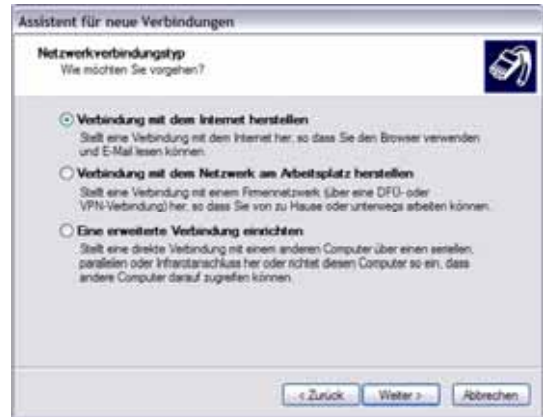 Assistent für neue Verbindungen
Netzwerkverbindungstyp
Wie möchten Sie vorgehen?
Verbindung mit dem Internet herstellen
Stellt eine Verbindung mit dem Internet her, so dass Sie den Browser verwenden
und E-Mail lesen können.
Verbindung mit dem Netzwerk am Arbeitsplatz herstellen
Stellt eine Verbindung mit einem Firmennetzwerk (über eine DFÜ- oder
VPN-Verbindung) her, so dass Sie von zu Hause oder unterwegs arbeiten können.
Eine erweiterte Verbindung einrichten
Stellt eine direkte Verbindung mit einem anderen Computer über einen seriellen,
parallelen oder Infrarotanschluss her oder richtet diesen Computer so ein, dass
andere Computer darauf zugreifen können.
< Zurück Weiter > Abbrechen